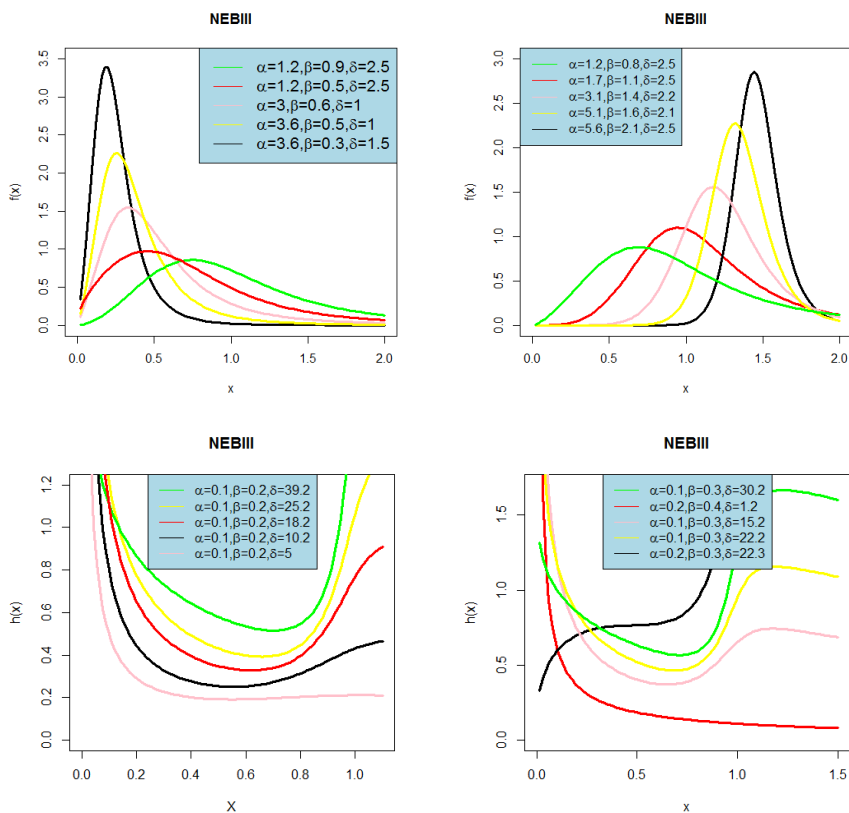 NEBIII
f(x)
3.5
3.0
2.5
2.0
1.5
1.0
0.5
0.0
α=1.2,β=0.9,δ=2.5
α=1.2,β=0.5,δ=2.5
α=3,β=0.6,δ=1
α=3.6,β=0.5,δ=1
α=3.6,β=0.3,δ=1.5
0.0 0.5 1.0 1.5 2.0
x
NEBIII
f(x)
3.0
2.5
2.0
1.5
1.0
0.5
0.0
α=1.2,β=0.8,δ=2.5
α=1.7,β=1.1,δ=2.5
α=3.1,β=1.4,δ=2.2
α=5.1,β=1.6,δ=2.1
α=5.6,β=2.1,δ=2.5
0.0 0.5 1.0 1.5 2.0
x
NEBIII
h(x)
1.2
1.0
0.8
0.6
0.4
0.2
0.0
α=0.1,β=0.2,δ=39.2
α=0.1,β=0.2,δ=25.2
α=0.1,β=0.2,δ=18.2
α=0.1,β=0.2,δ=10.2
α=0.1,β=0.2,δ=5
0.0 0.2 0.4 0.6 0.8 1.0
X
NEBIII
h(x)
1.5
1.0
0.5
0.0
α=0.1,β=0.3,δ=30.2
α=0.2,β=0.4,δ=1.2
α=0.1,β=0.3,δ=15.2
α=0.1,β=0.3,δ=22.2
α=0.2,β=0.3,δ=22.3
0.0 0.5 1.0 1.5
x